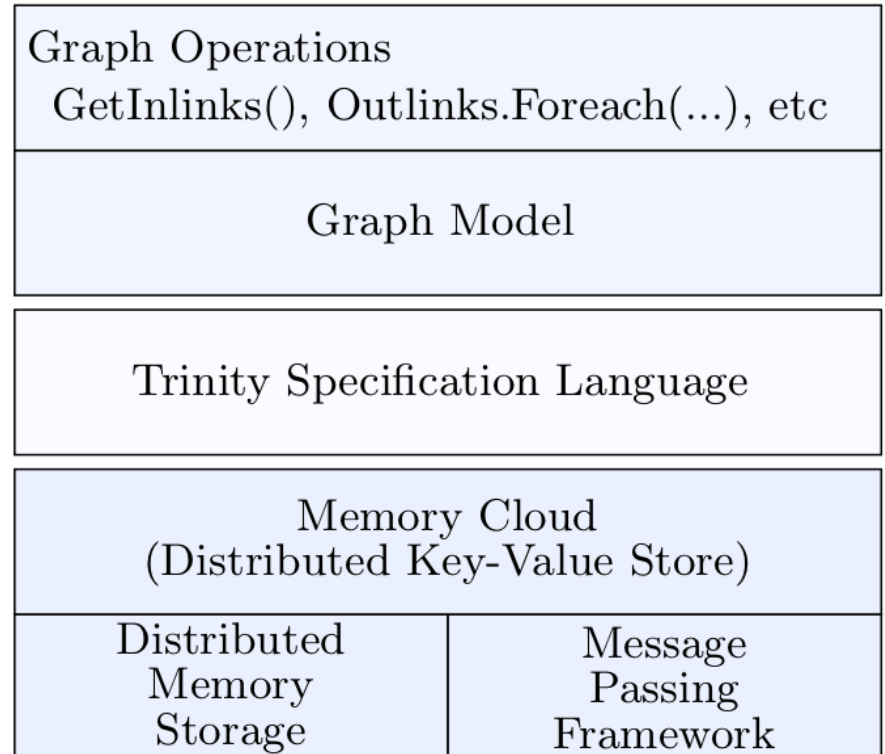 Graph Operations
GetInlinks(), Outlinks.Foreach(...), etc
Graph Model
Trinity Specification Language
Memory Cloud
(Distributed Key-Value Store)
Distributed
Memory
Storage
Message
Passing
Framework